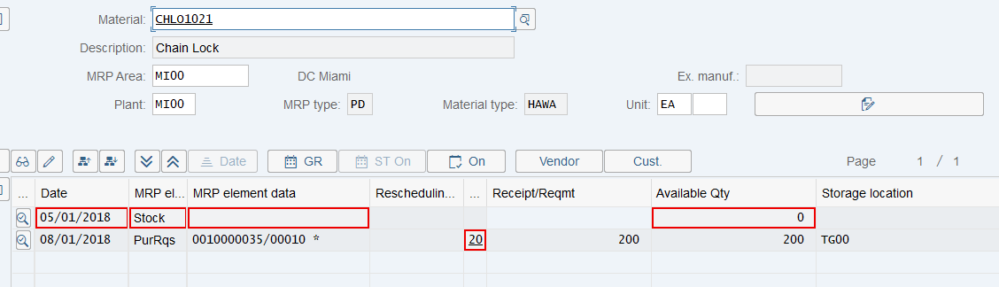 Material: CHLO1021
Description: Chain Lock
MRP Area: MI00 DC Miami Ex. manuf.:
Plant: MI00 MRP type: PD Material type: HAWA Unit: EA
Date GR ST On On Vendor Cust. Page 1 / 1
... Date MRP el... MRP element data Reschedulin... ... Receipt/Reqmt Available Qty Storage location
05/01/2018 Stock 0
08/01/2018 PurRqs 0010000035/00010 * 20 200 200 TG00